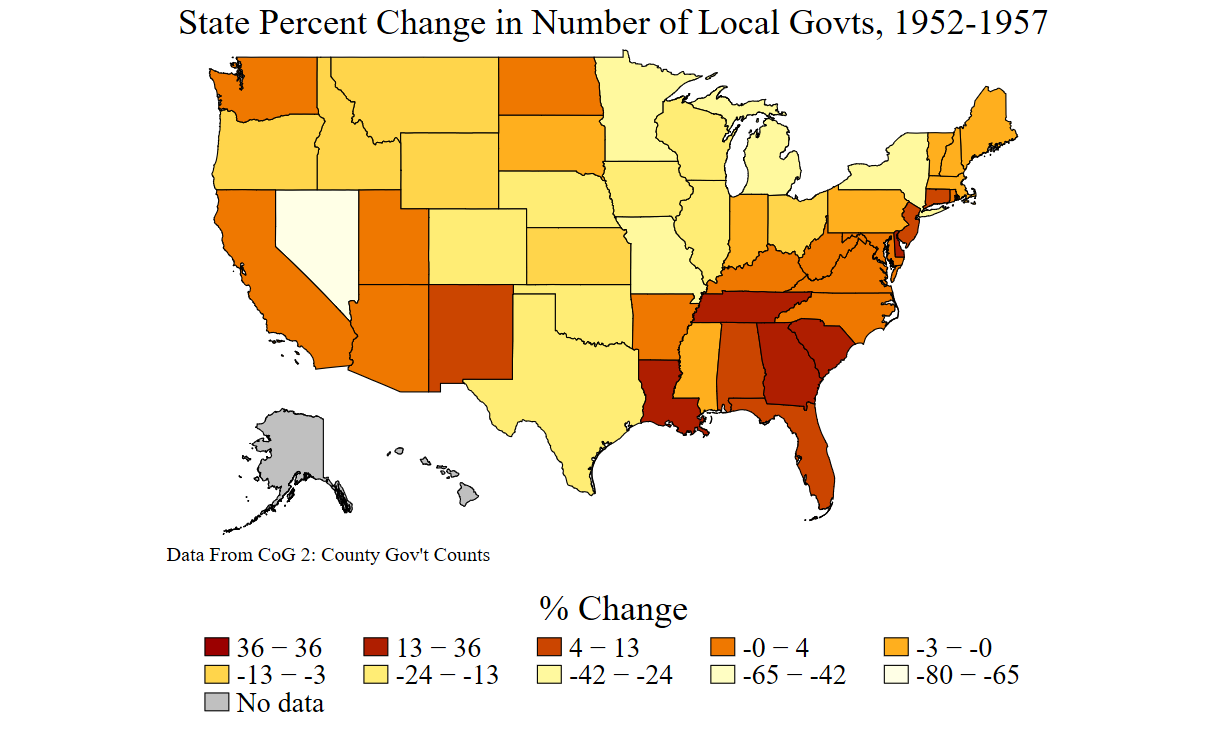 State Percent Change in Number of Local Govts, 1952-1957
Data From CoG 2: County Gov't Counts
% Change
36 − 36 13 − 36 4 − 13 -0 − 4 -3 − -0
-13 − -3 -24 − -13 -42 − -24 -65 − -42 -80 − -65
No data